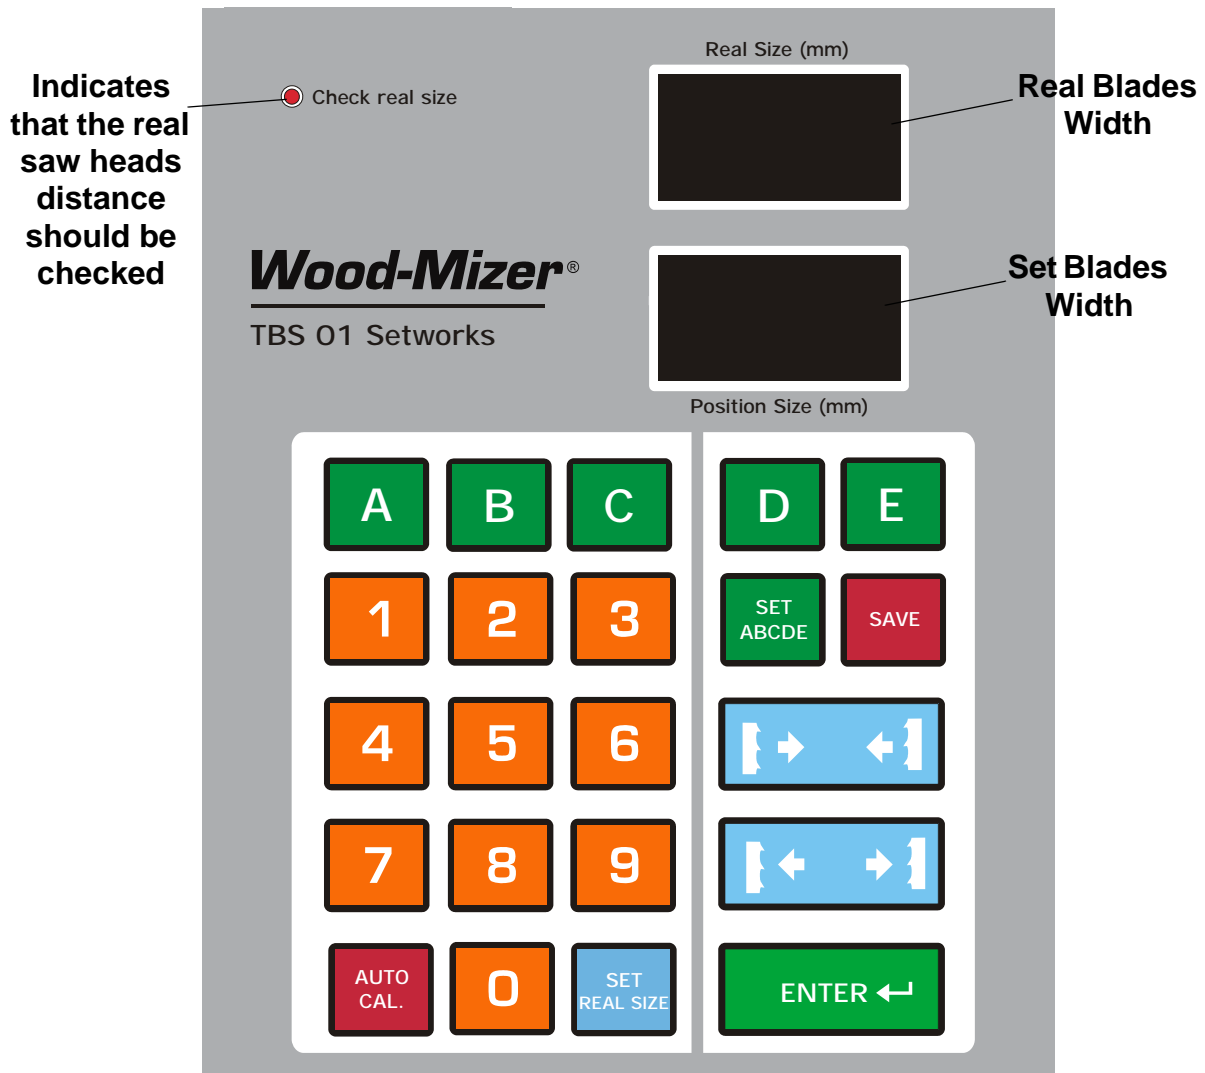 Real Size (mm)
Indicates
that the real
saw heads
distance
should be
checked
Check real size
Real Blades
Width
Wood-Mizer®
TBS 01 Setworks
Set Blades
Width
Position Size (mm)
A B C D E
1 2 3
SET
ABCDE
SAVE
4 5 6
7 8 9
AUTO
CAL.
0
SET
REAL SIZE
ENTER